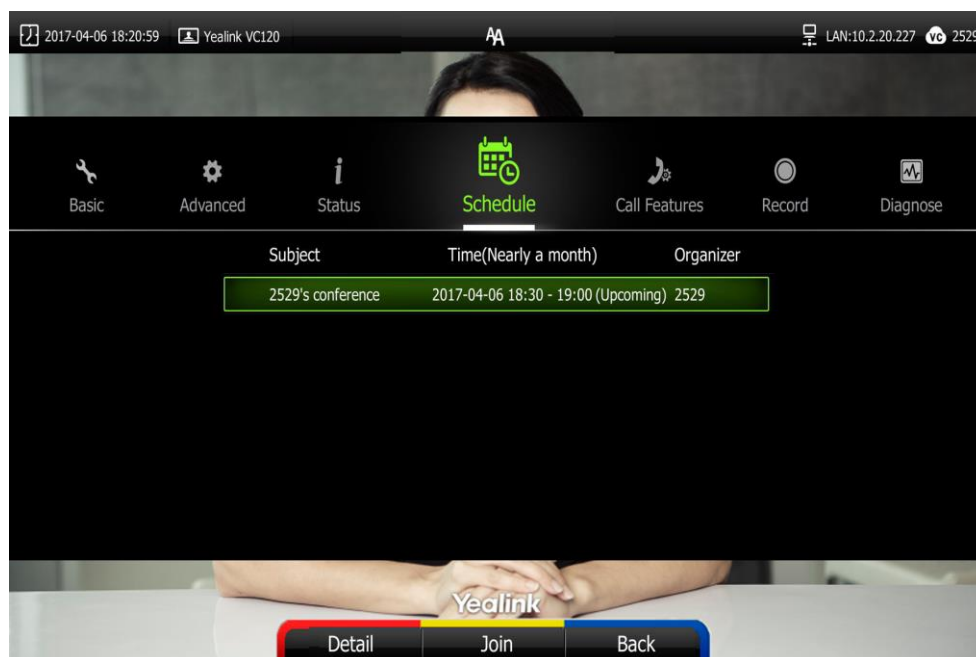 2017-04-06 18:20:59 Yealink VC120 AA LAN:10.2.20.227 VC 2529
Basic Advanced Status Schedule Call Features Record Diagnose
Subject Time(Nearly a month) Organizer
2529's conference 2017-04-06 18:30 - 19:00 (Upcoming) 2529
Yealink
Detail Join Back